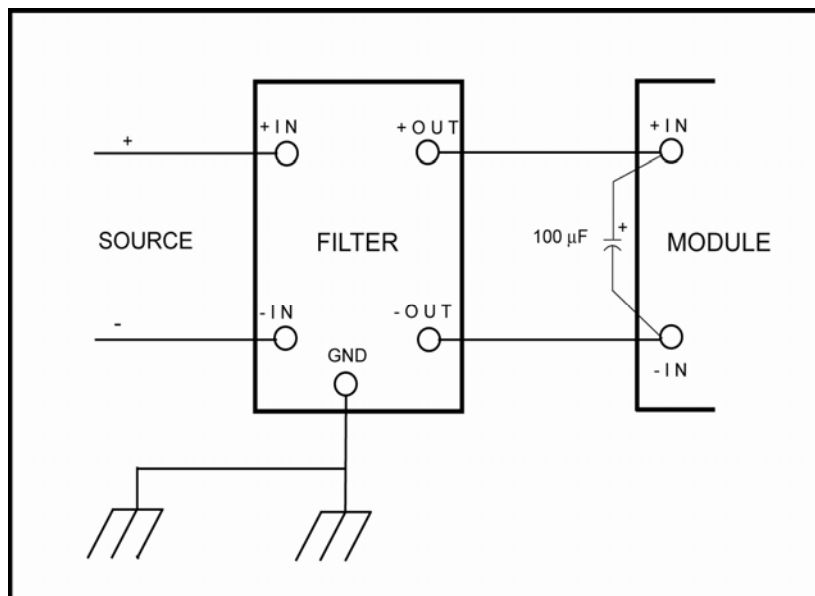 +IN
+OUT
+IN
+
SOURCE
FILTER
100 μF
+
MODULE
-
-IN
-OUT
-IN
GND